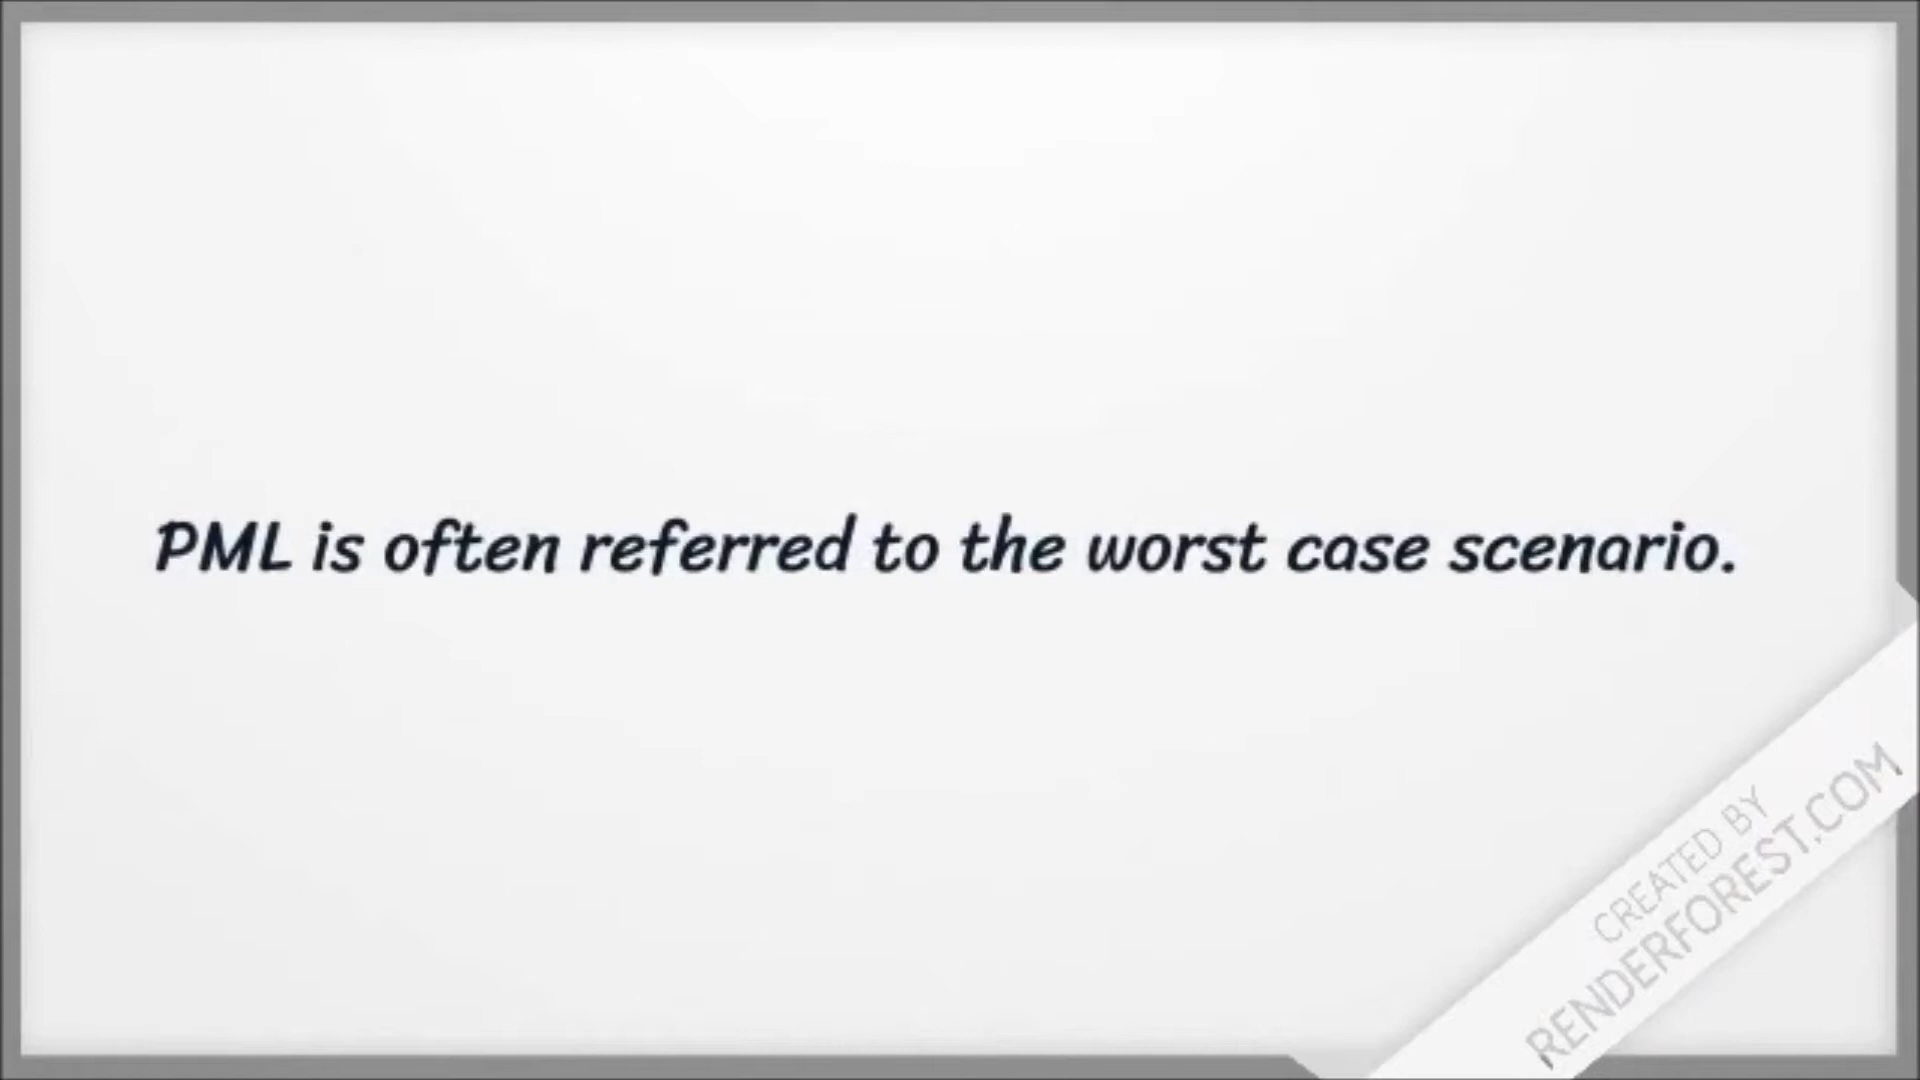 PML is often referred to the worst case scenario.
CREATED BY
RENDERFOREST.COM